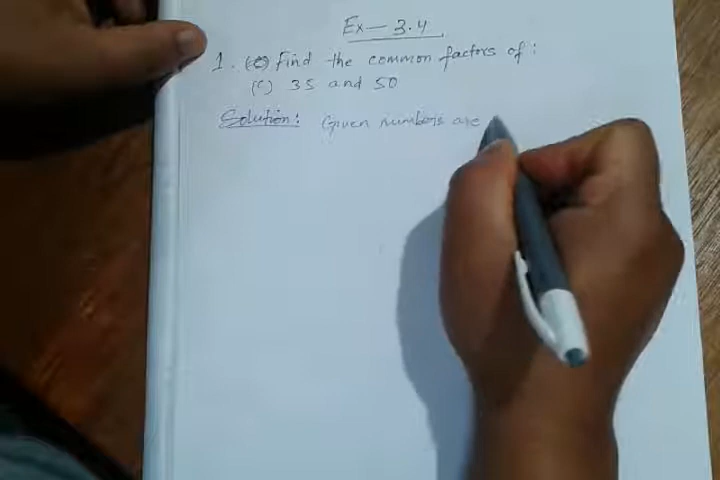 Ex — 3.4
1. (c) Find the common factors of :
(c) 35 and 50
Solution: Given numbers are